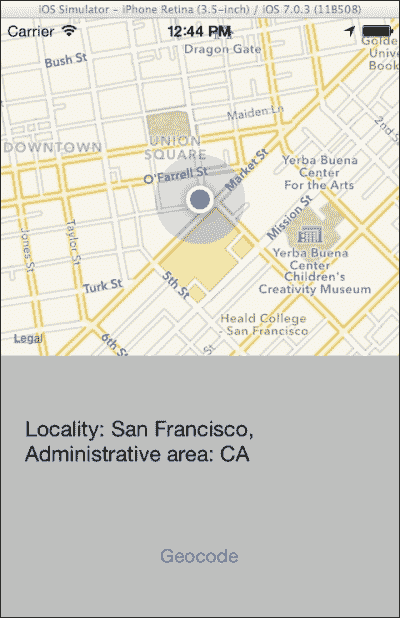 iOS Simulator - iPhone Retina (3.5-inch) / iOS 7.0.3 (11B508)
Carrier 12:44 PM
Golde
Dragon Gate
Unive
Book
Bush St
2nd S
Maiden Ln
DOWNTOWN
UNION
SQUARE
O'Farrell St
Market St
Yerba Buena
Center
For the Arts
Mission St
Jones St
Taylor St
Yerba Buena
Center
Children's
Creativity Museum
Turk St
5th St
Heald College
- San Francisco
Legal
6th St
St
Locality: San Francisco,
Administrative area: CA
Geocode